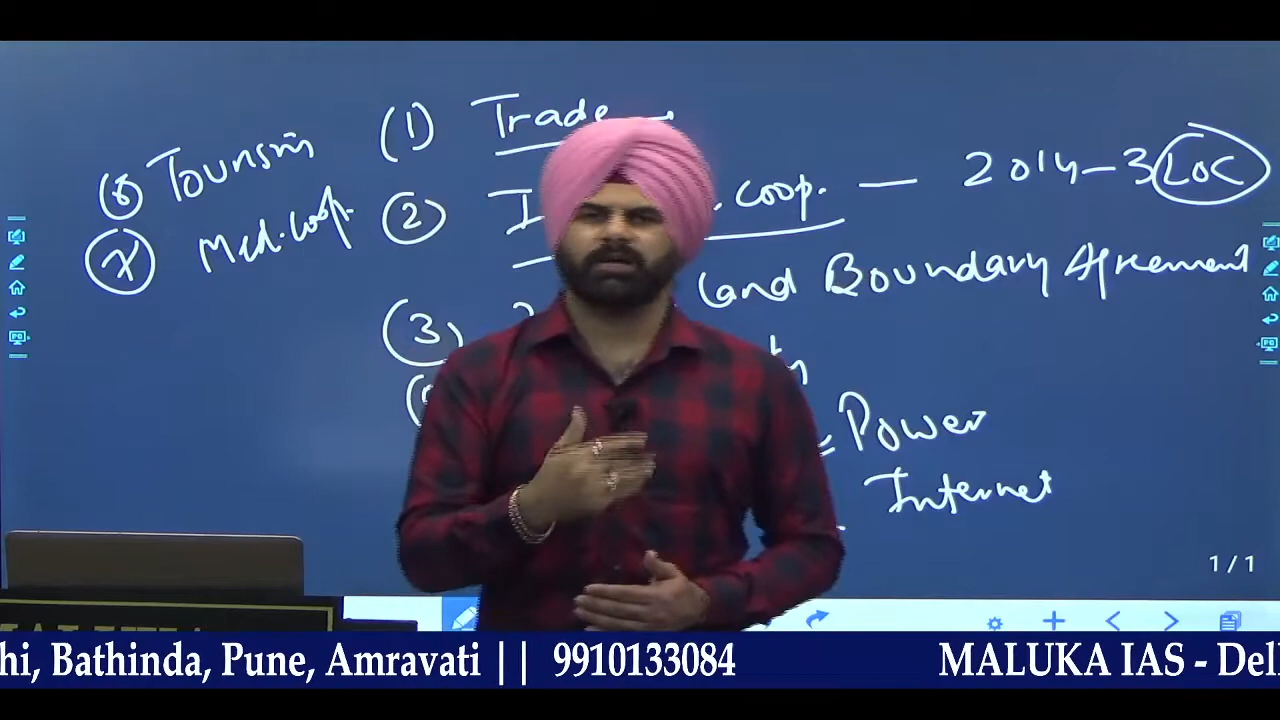 (1) Trade –
(6) Tourism
(2) I . coop. — 2014 – 3 LOC
(7) Med. Coop.
Land Boundary Agreement
(3)
= Power
Internet
1/1
hi, Bathinda, Pune, Amravati || 9910133084 MALUKA IAS - Del